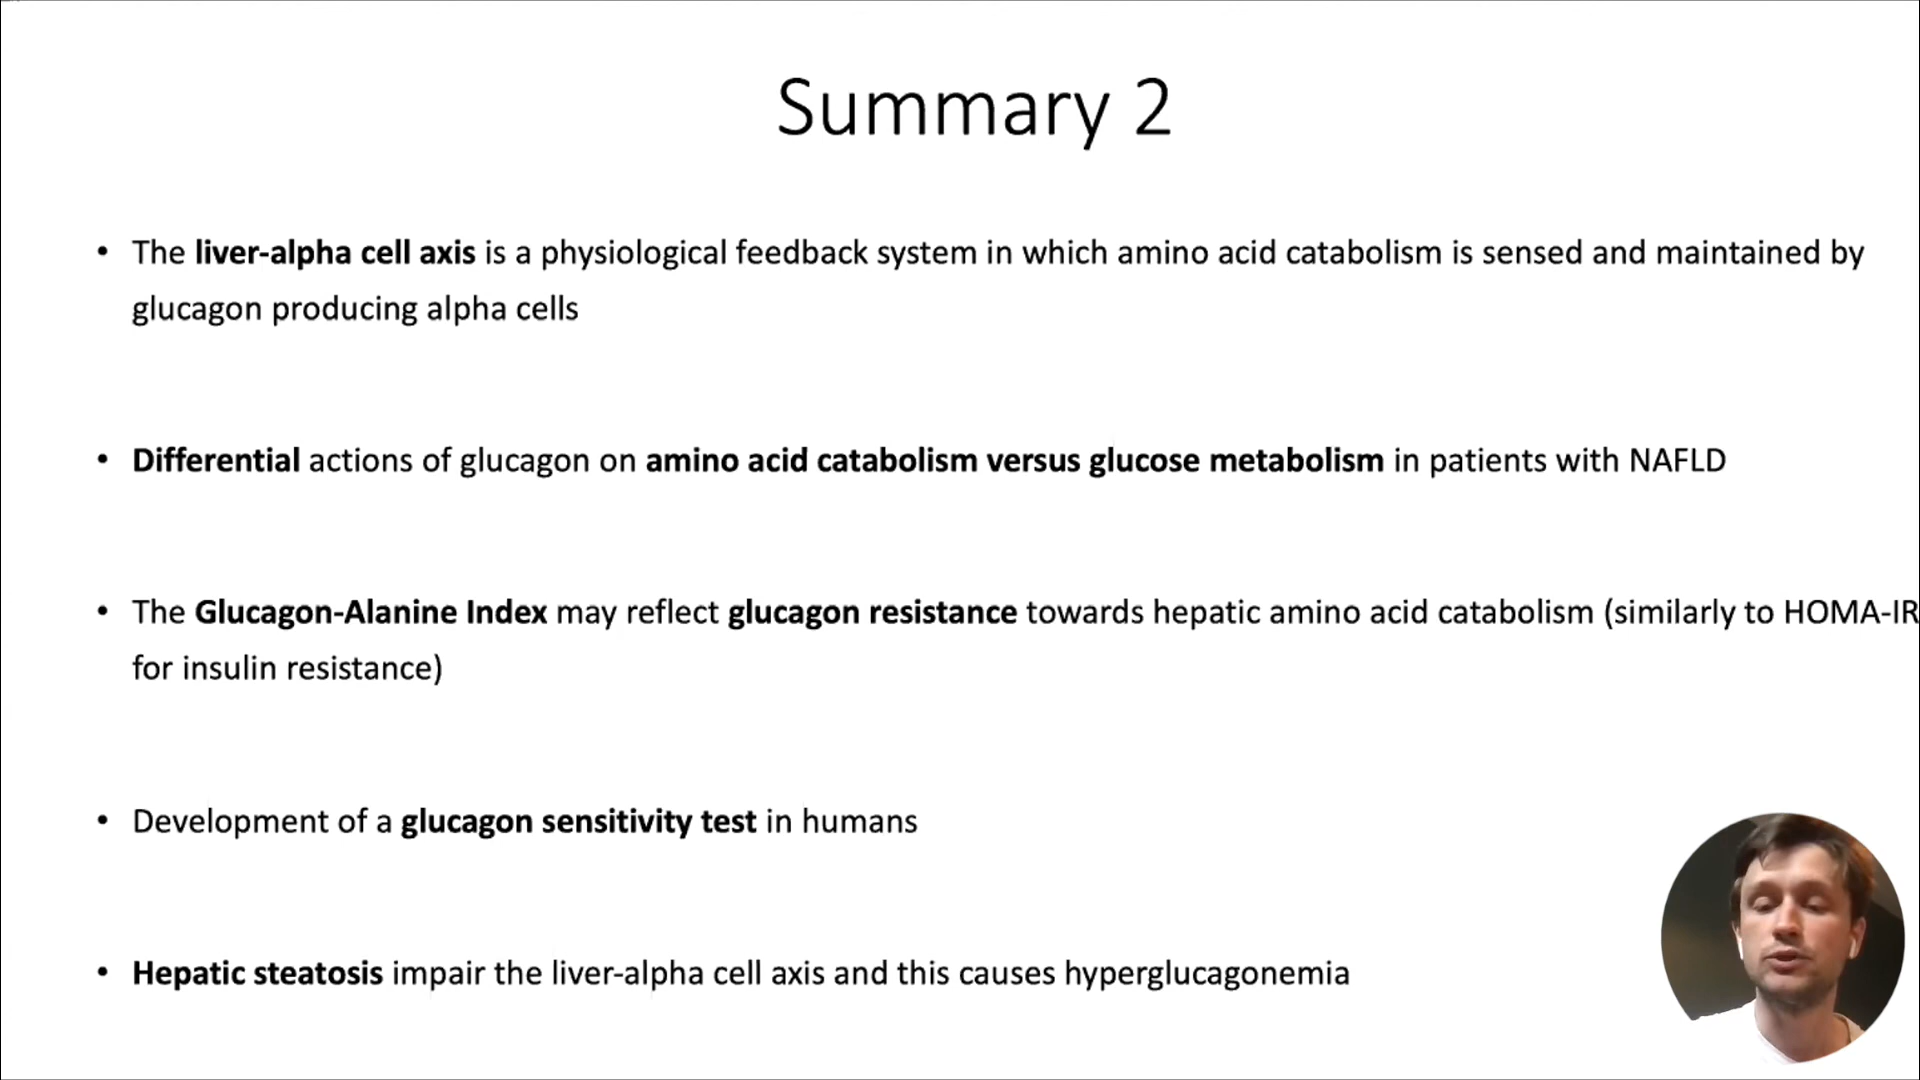 Summary 2
• The liver-alpha cell axis is a physiological feedback system in which amino acid catabolism is sensed and maintained by
glucagon producing alpha cells
• Differential actions of glucagon on amino acid catabolism versus glucose metabolism in patients with NAFLD
• The Glucagon-Alanine Index may reflect glucagon resistance towards hepatic amino acid catabolism (similarly to HOMA-IR
for insulin resistance)
• Development of a glucagon sensitivity test in humans
• Hepatic steatosis impair the liver-alpha cell axis and this causes hyperglucagonemia